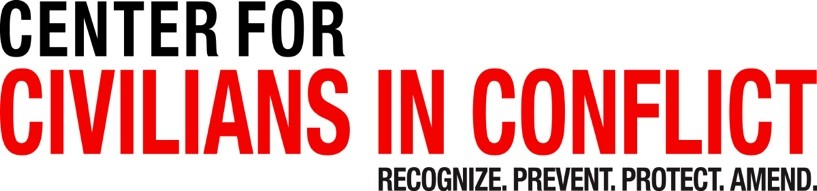 CENTER FOR
CIVILIANS IN CONFLICT
RECOGNIZE. PREVENT. PROTECT. AMEND.